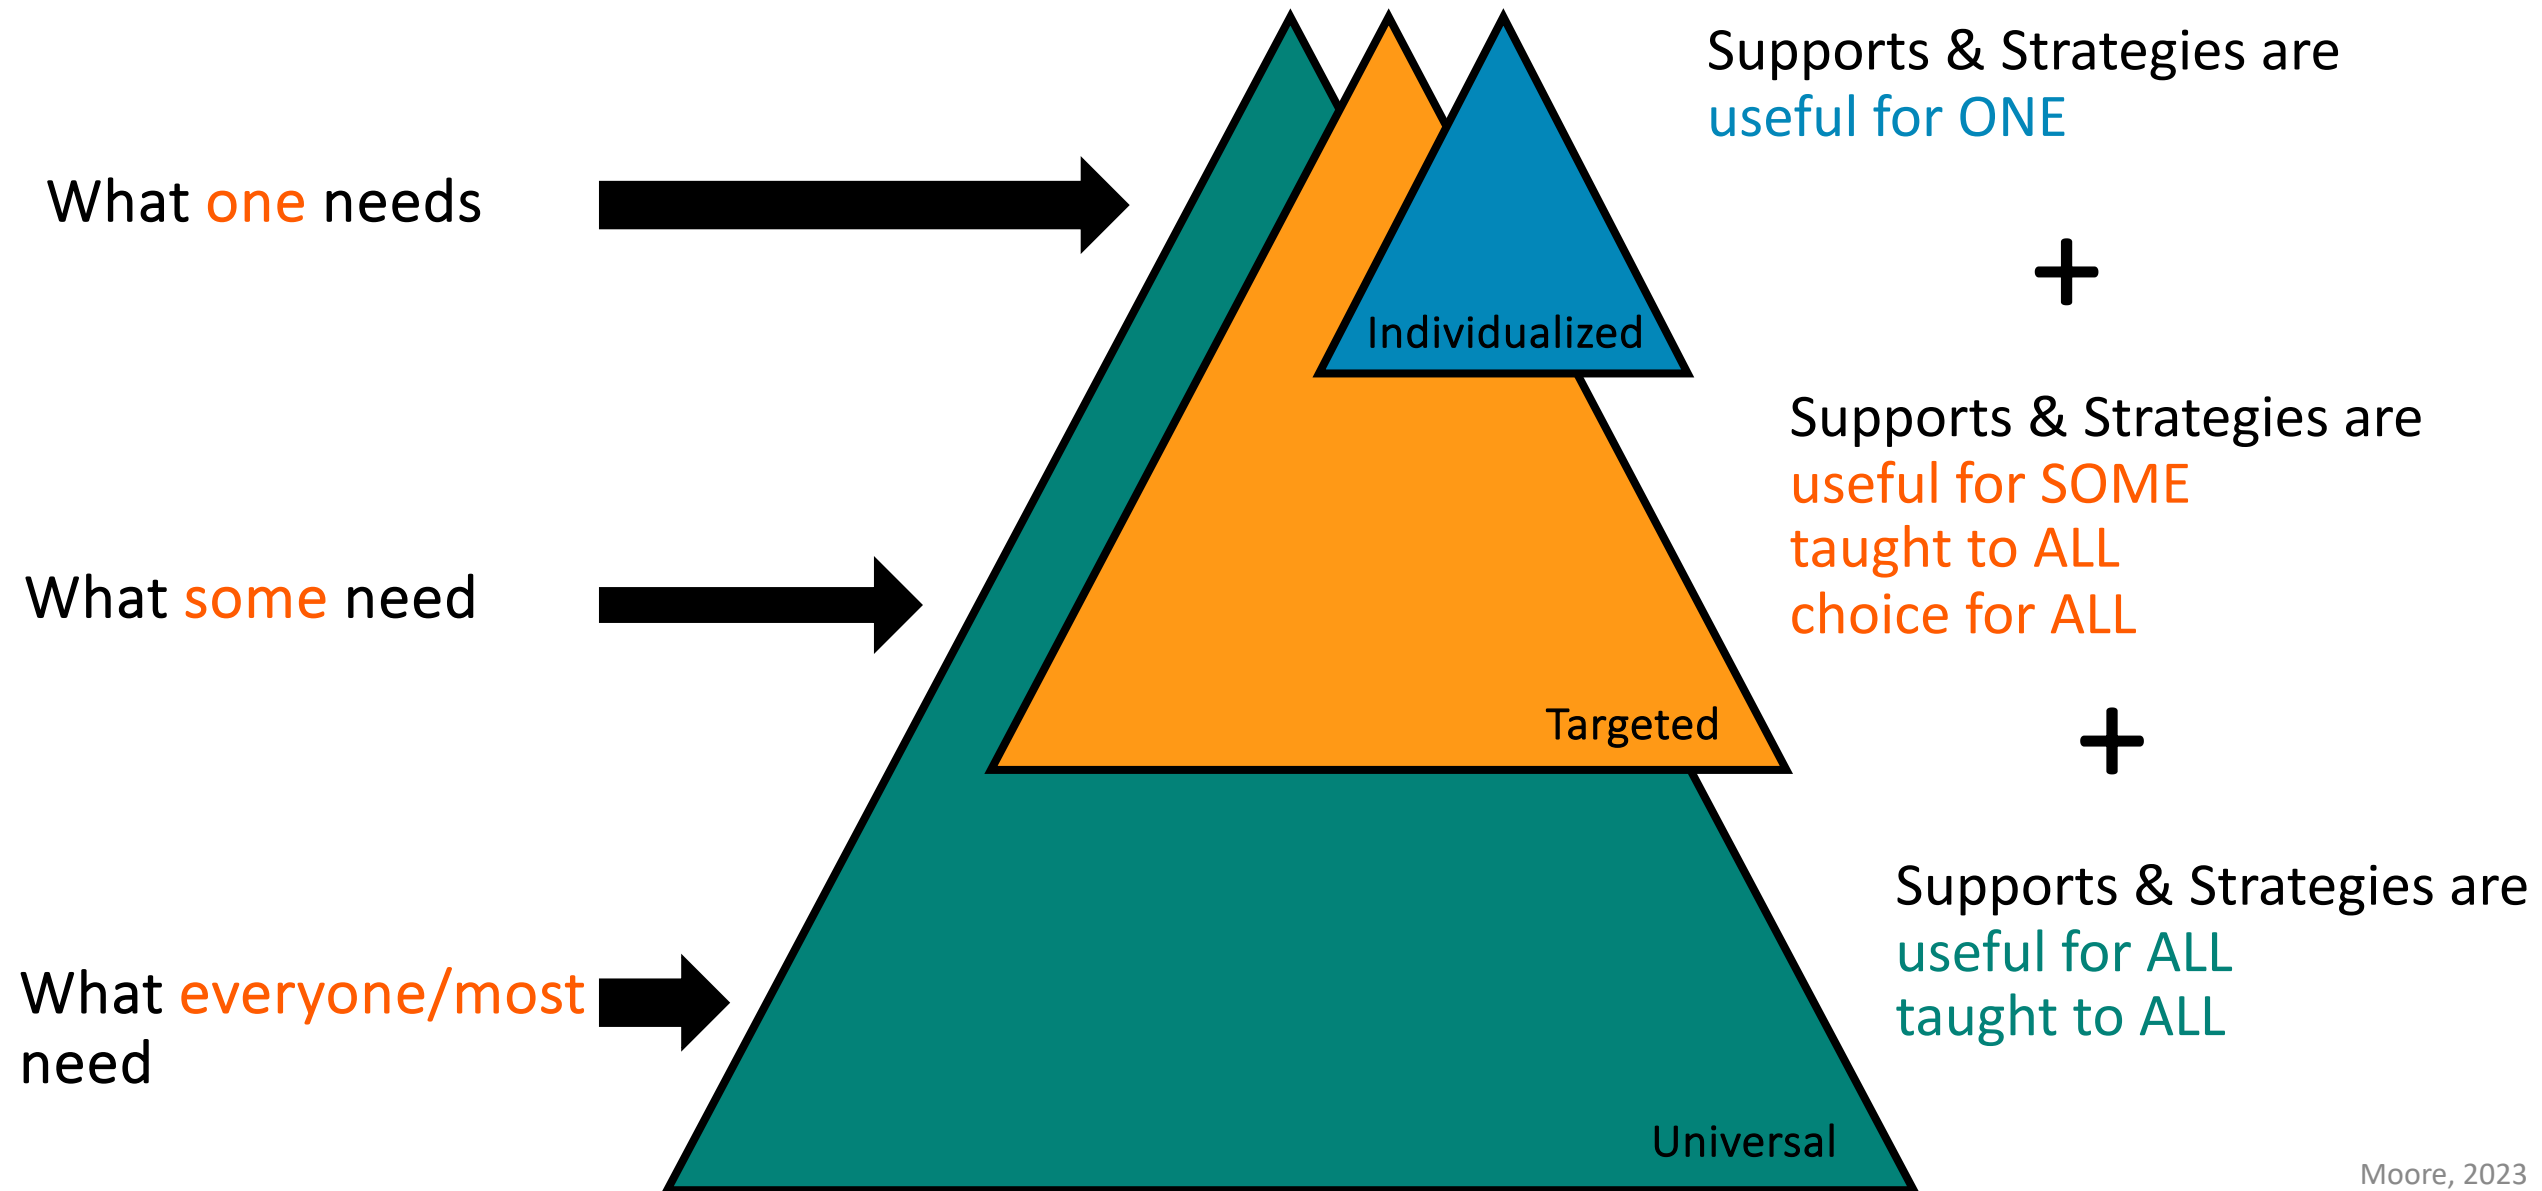 What one needs
What some need
What everyone/most
need
Individualized
Targeted
Universal
Supports & Strategies are
useful for ONE
+
Supports & Strategies are
useful for SOME
taught to ALL
choice for ALL
+
Supports & Strategies are
useful for ALL
taught to ALL
Moore, 2023